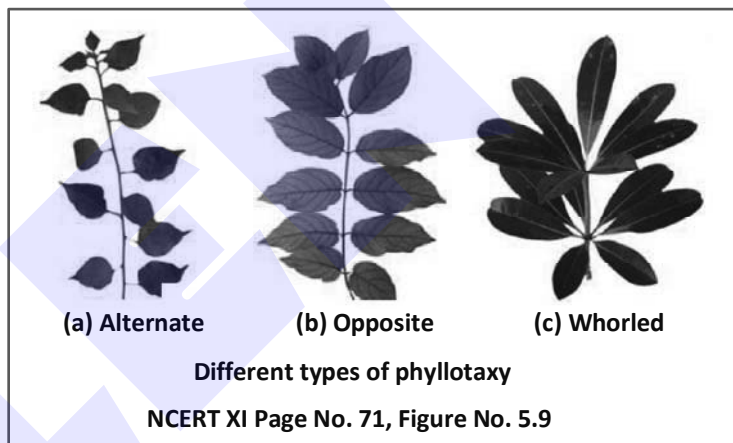 (a) Alternate (b) Opposite (c) Whorled
Different types of phyllotaxy
NCERT XI Page No. 71, Figure No. 5.9